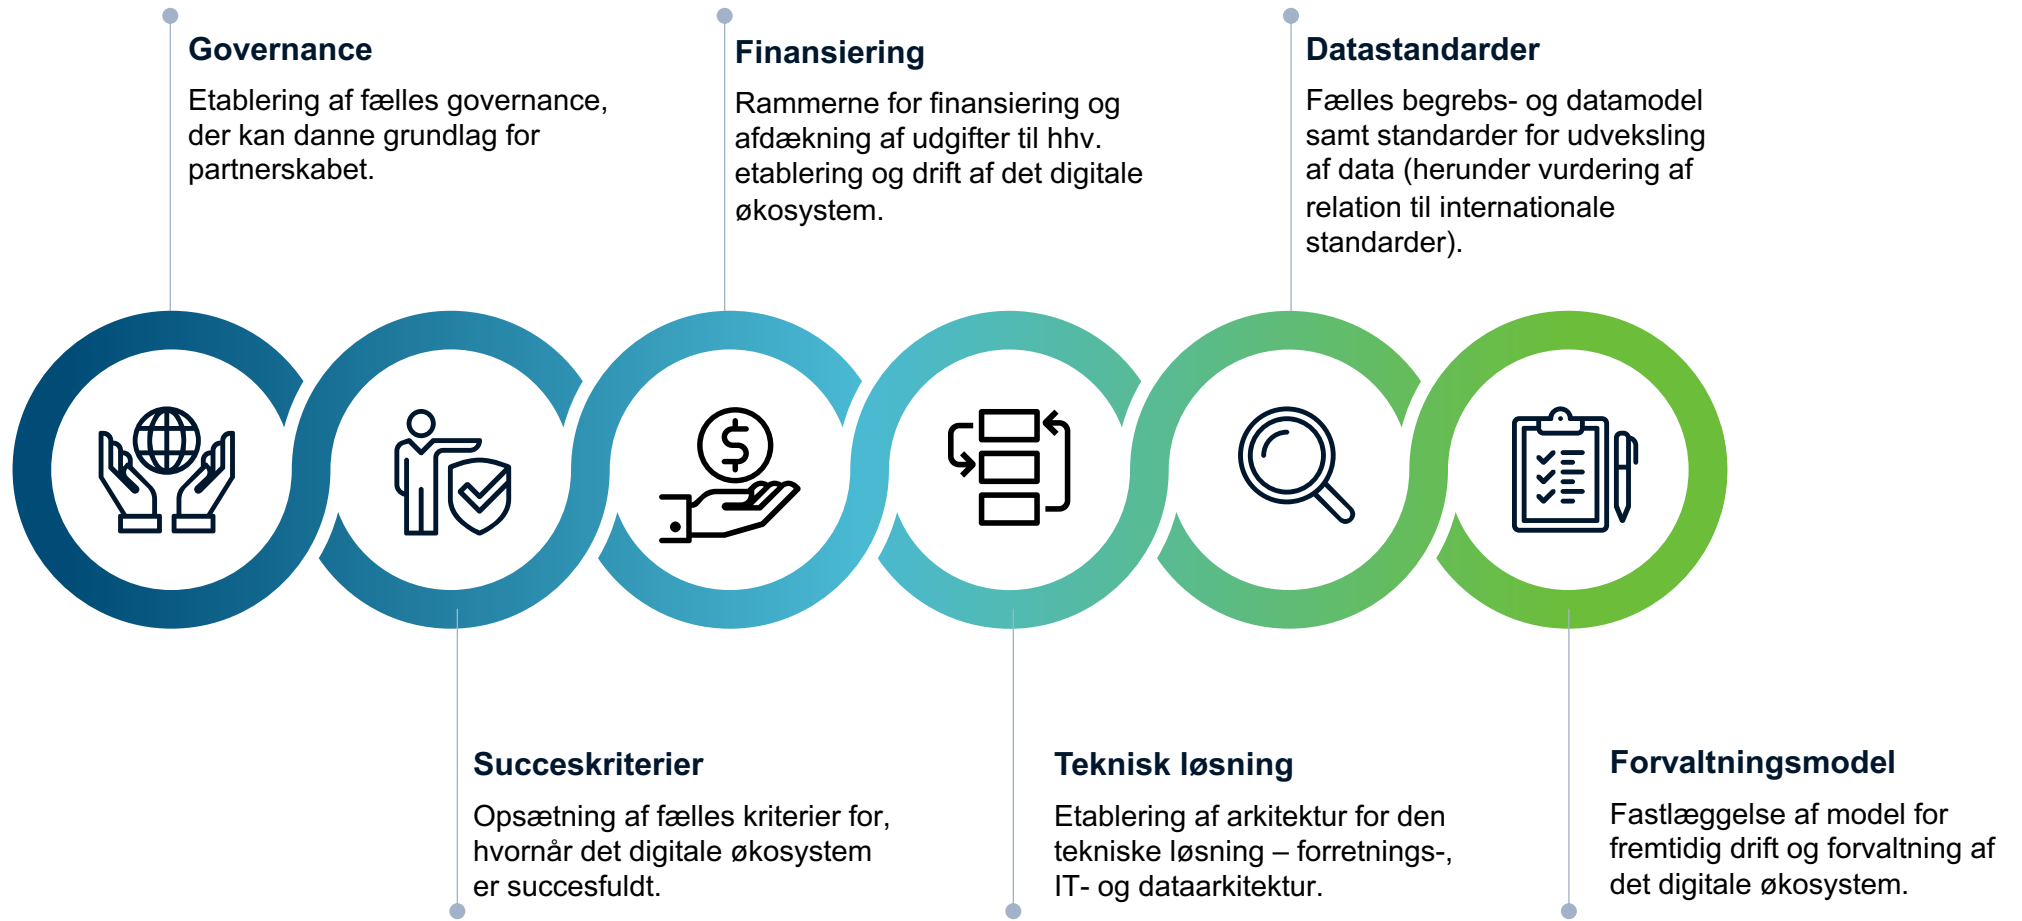 Governance
Etablering af fælles governance,
der kan danne grundlag for
partnerskabet.
Finansiering
Rammerne for finansiering og
afdækning af udgifter til hhv.
etablering og drift af det digitale
økosystem.
Datastandarder
Fælles begrebs- og datamodel
samt standarder for udveksling
af data (herunder vurdering af
relation til internationale
standarder).
$
Succeskriterier
Opsætning af fælles kriterier for,
hvornår det digitale økosystem
er succesfuldt.
Teknisk løsning
Etablering af arkitektur for den
tekniske løsning – forretnings-,
IT- og dataarkitektur.
Forvaltningsmodel
Fastlæggelse af model for
fremtidig drift og forvaltning af
det digitale økosystem.